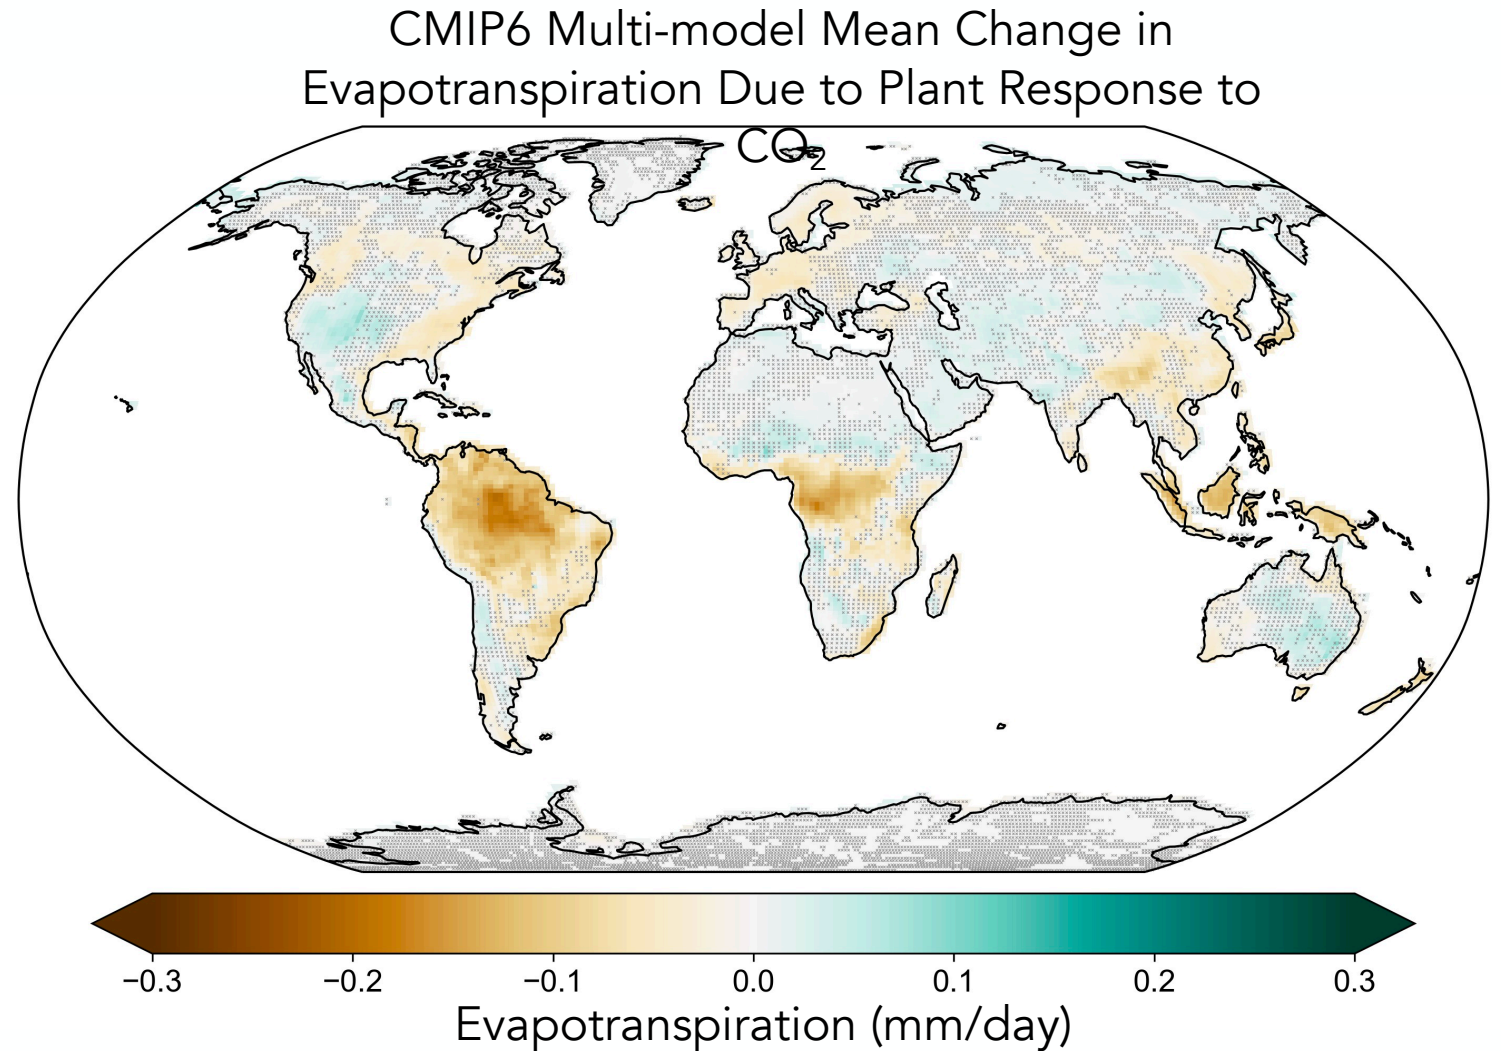 CMIP6 Multi-model Mean Change in
Evapotranspiration Due to Plant Response to
CO₂
−0.3 −0.2 −0.1 0.0 0.1 0.2 0.3
Evapotranspiration (mm/day)